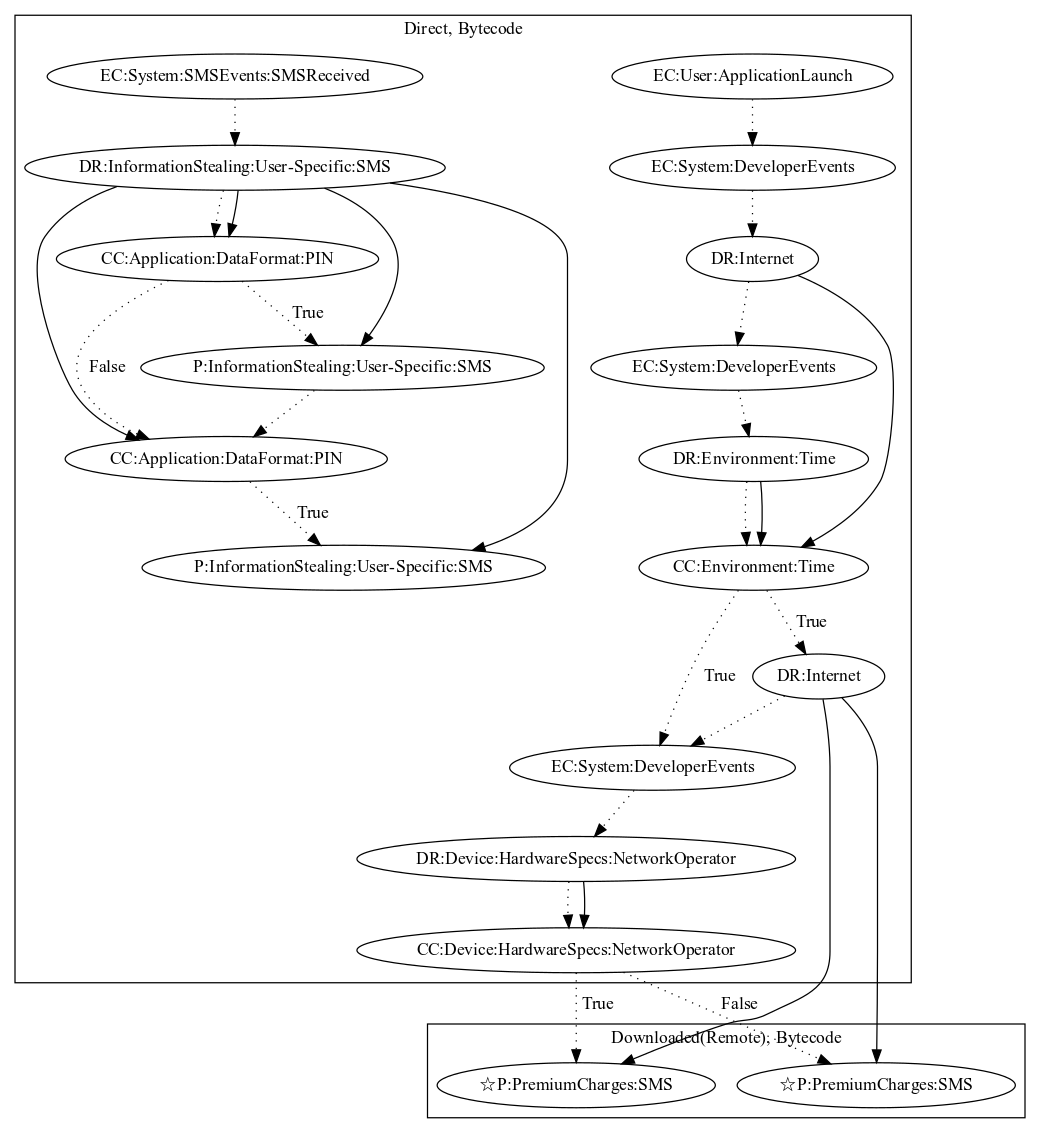 Direct, Bytecode
EC:System:SMSEvents:SMSReceived
EC:User:ApplicationLaunch
DR:InformationStealing:User-Specific:SMS
EC:System:DeveloperEvents
CC:Application:DataFormat:PIN
DR:Internet
True
False
P:InformationStealing:User-Specific:SMS
EC:System:DeveloperEvents
CC:Application:DataFormat:PIN
DR:Environment:Time
True
P:InformationStealing:User-Specific:SMS
CC:Environment:Time
True
True
DR:Internet
EC:System:DeveloperEvents
DR:Device:HardwareSpecs:NetworkOperator
CC:Device:HardwareSpecs:NetworkOperator
True
False
Downloaded(Remote), Bytecode
☆P:PremiumCharges:SMS
☆P:PremiumCharges:SMS